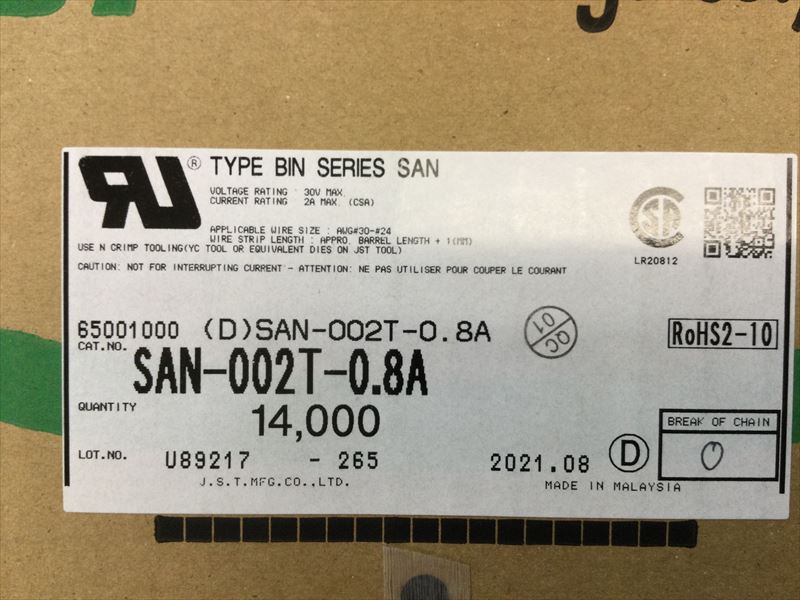 ® TYPE BIN SERIES SAN
VOLTAGE RATING : 30V MAX.
CURRENT RATING : 2A MAX. (CSA)
APPLICABLE WIRE SIZE : AWG#30-#24
WIRE STRIP LENGTH : APPRO. BARREL LENGTH + 1(MM)
USE N CRIMP TOOLING(YC TOOL OR EQUIVALENT DIES ON JST TOOL)
LR20812
CAUTION: NOT FOR INTERRUPTING CURRENT - ATTENTION: NE PAS UTILISER POUR COUPER LE COURANT
65001000 (D)SAN-002T-0.8A
QC 01
RoHS2-10
CAT.NO.
SAN-002T-0.8A
QUANTITY
14,000
BREAK OF CHAIN
0
LOT.NO.
U89217 - 265
2021.08
D
J.S.T.MFG.CO.,LTD.
MADE IN MALAYSIA